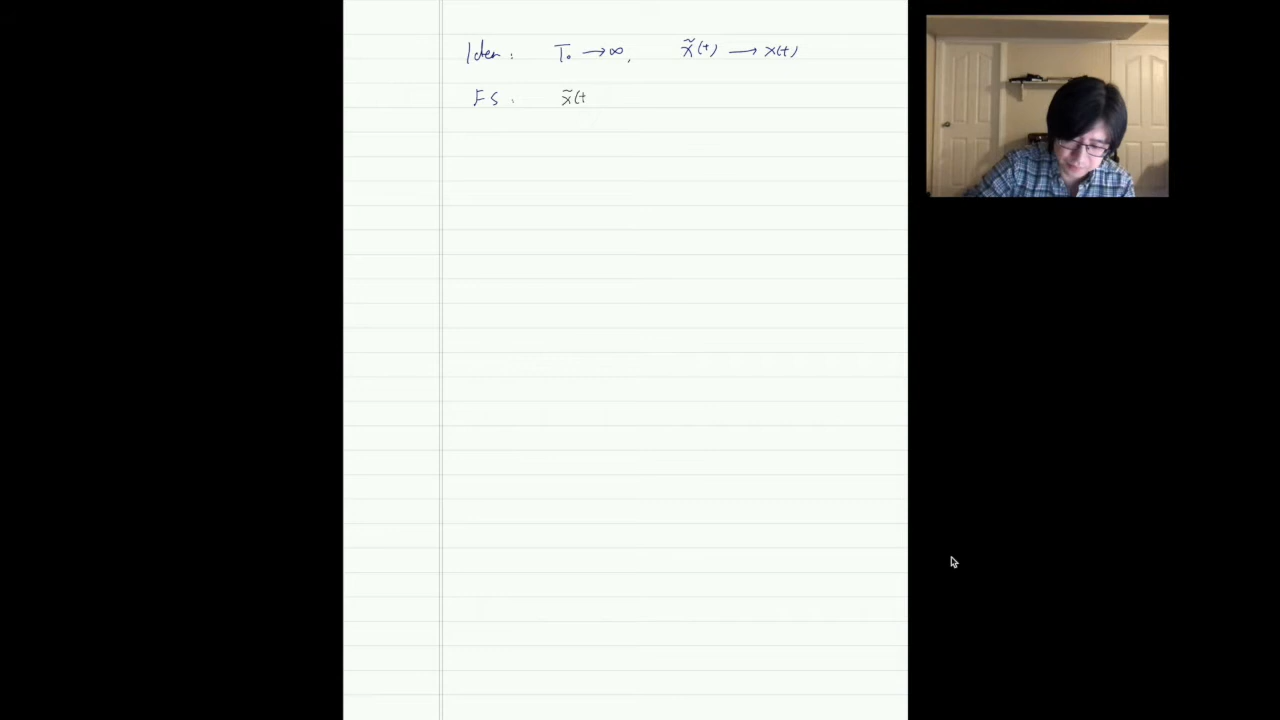 Idea: T₀ → ∞, x̃(t) → x(t)
FS: x̃(t